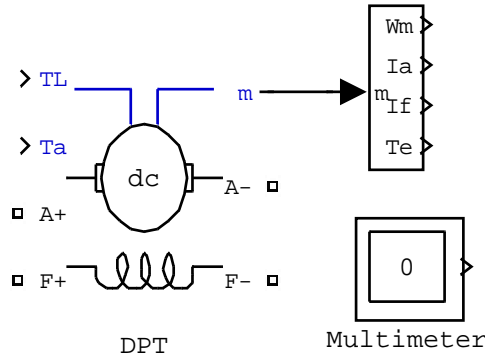 Wm
TL
Ia
m
m
If
Ta
Te
dc
A-
A+
0
F+
F-
DPT
Multimeter